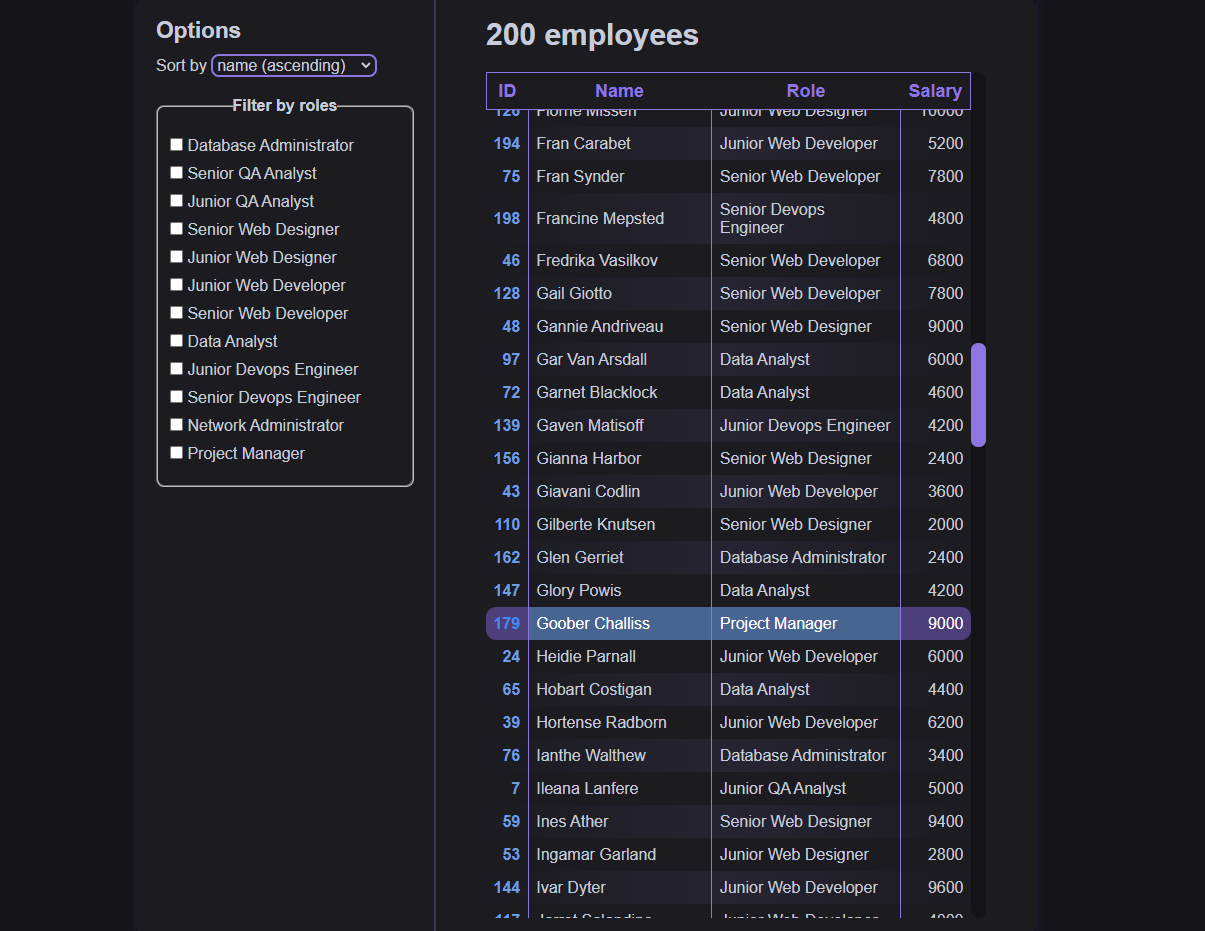 Options
Sort by name (ascending)
Filter by roles
Database Administrator
Senior QA Analyst
Junior QA Analyst
Senior Web Designer
Junior Web Designer
Junior Web Developer
Senior Web Developer
Data Analyst
Junior Devops Engineer
Senior Devops Engineer
Network Administrator
Project Manager
200 employees
ID Name Role Salary
Junior Web Designer 10000
194 Fran Carabet Junior Web Developer 5200
75 Fran Synder Senior Web Developer 7800
198 Francine Mepsted Senior Devops Engineer 4800
46 Fredrika Vasilkov Senior Web Developer 6800
128 Gail Giotto Senior Web Developer 7800
48 Gannie Andriveau Senior Web Designer 9000
97 Gar Van Arsdall Data Analyst 6000
72 Garnet Blacklock Data Analyst 4600
139 Gaven Matisoff Junior Devops Engineer 4200
156 Gianna Harbor Senior Web Designer 2400
43 Giavani Codlin Junior Web Developer 3600
110 Gilberte Knutsen Senior Web Designer 2000
162 Glen Gerriet Database Administrator 2400
147 Glory Powis Data Analyst 4200
179 Goober Challiss Project Manager 9000
24 Heidie Parnall Junior Web Developer 6000
65 Hobart Costigan Data Analyst 4400
39 Hortense Radborn Junior Web Developer 6200
76 Ianthe Walthew Database Administrator 3400
7 Ileana Lanfere Junior QA Analyst 5000
59 Ines Ather Senior Web Designer 9400
53 Ingamar Garland Junior Web Designer 2800
144 Ivar Dyter Junior Web Developer 9600
Junior Web Developer